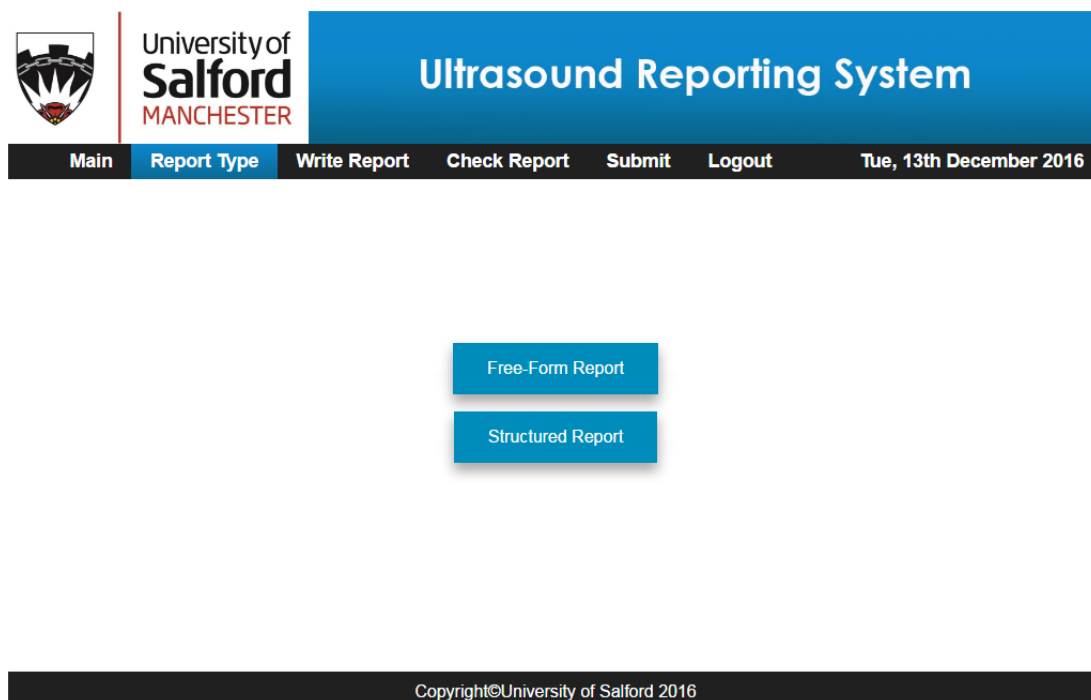 University of
Salford
MANCHESTER
Ultrasound Reporting System
Main Report Type Write Report Check Report Submit Logout Tue, 13th December 2016
Free-Form Report
Structured Report
Copyright©University of Salford 2016